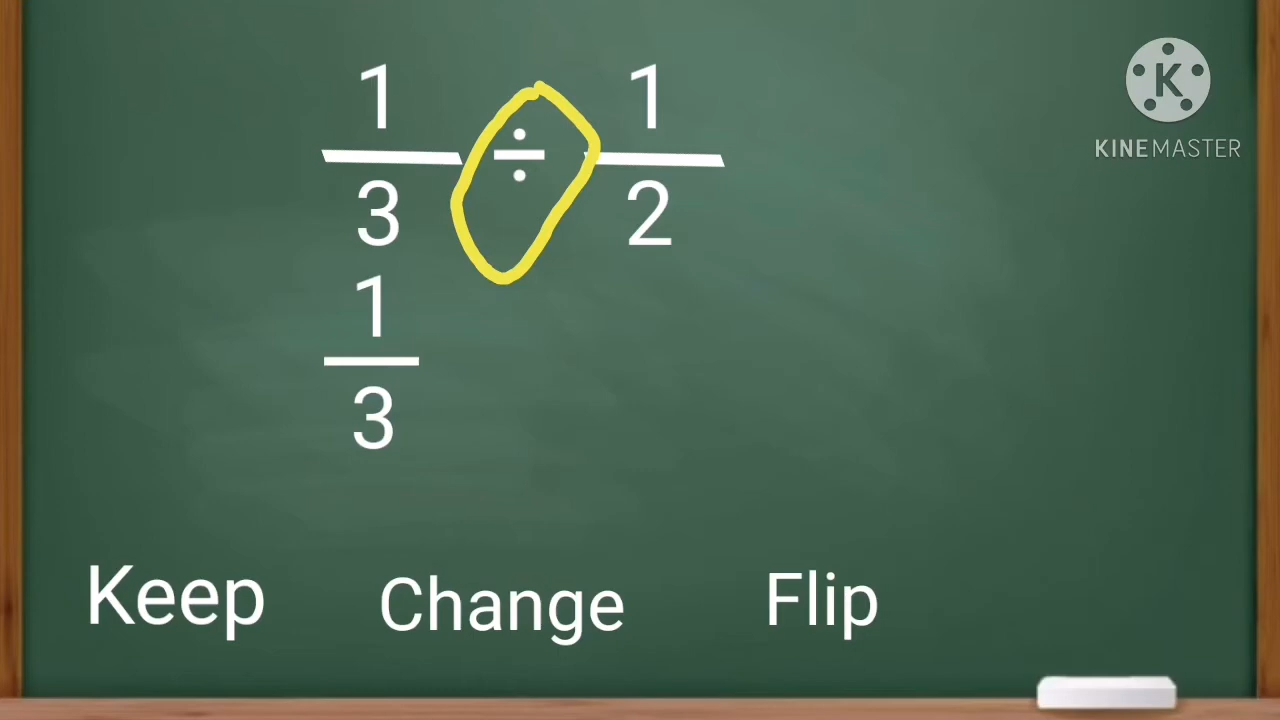 1/3 ÷ 1/2
1/3
Keep Change Flip
K
KINEMASTER